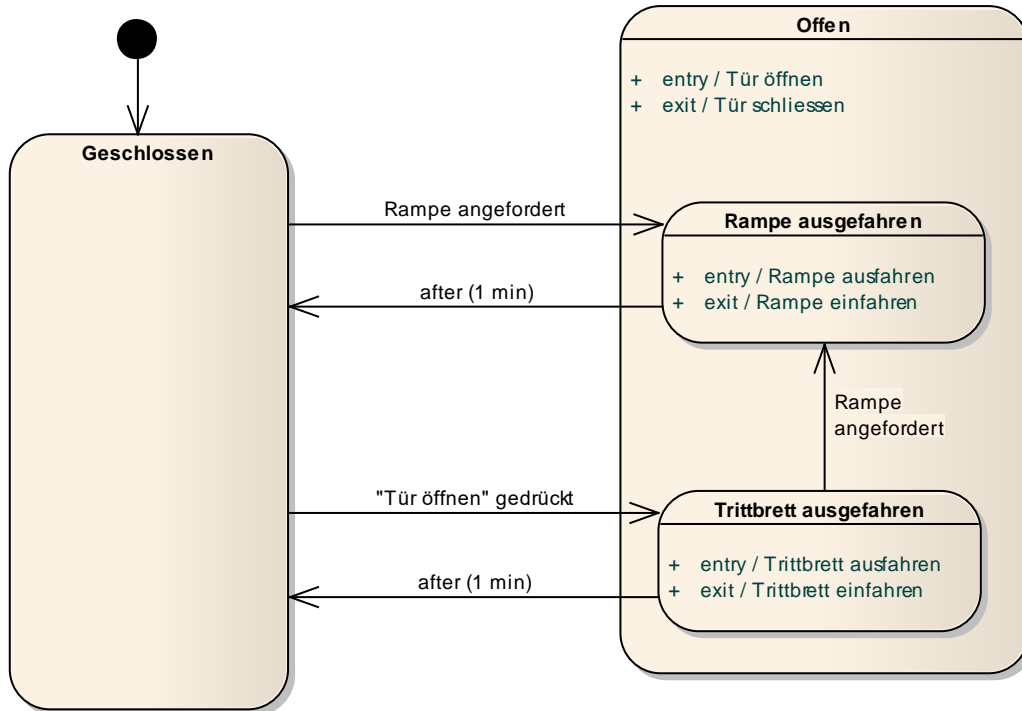 Offen
+ entry / Tür öffnen
+ exit / Tür schliessen
Geschlossen
Rampe angefordert
Rampe ausgefahren
+ entry / Rampe ausfahren
+ exit / Rampe einfahren
after (1 min)
Rampe
angefordert
"Tür öffnen" gedrückt
Trittbrett ausgefahren
+ entry / Trittbrett ausfahren
+ exit / Trittbrett einfahren
after (1 min)